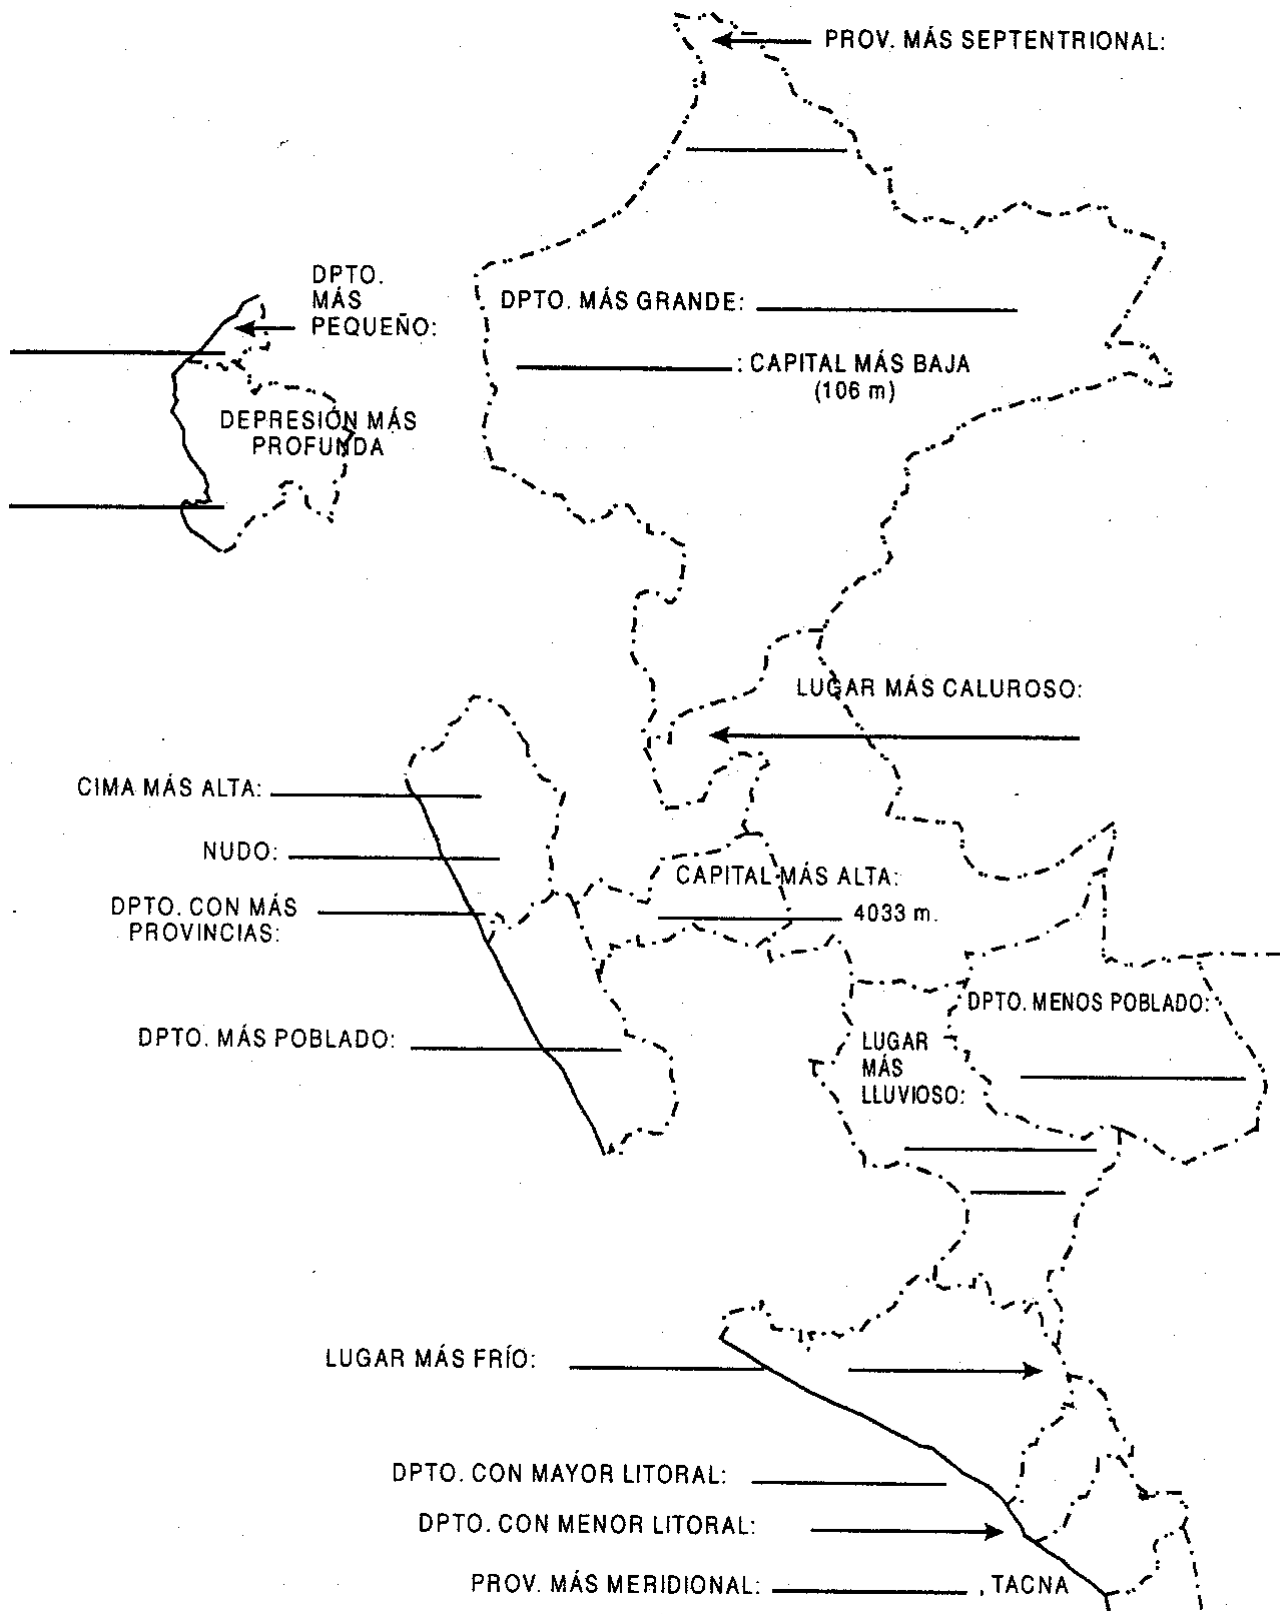 PROV. MÁS SEPTENTRIONAL:
DPTO.
MÁS
PEQUEÑO:
DPTO. MÁS GRANDE:
: CAPITAL MÁS BAJA
(106 m)
DEPRESIÓN MÁS
PROFUNDA
LUGAR MÁS CALUROSO:
CIMA MÁS ALTA:
NUDO:
CAPITAL MÁS ALTA:
4033 m.
DPTO. CON MÁS
PROVINCIAS:
DPTO. MENOS POBLADO:
DPTO. MÁS POBLADO:
LUGAR
MÁS
LLUVIOSO:
LUGAR MÁS FRÍO:
DPTO. CON MAYOR LITORAL:
DPTO. CON MENOR LITORAL:
PROV. MÁS MERIDIONAL: , TACNA